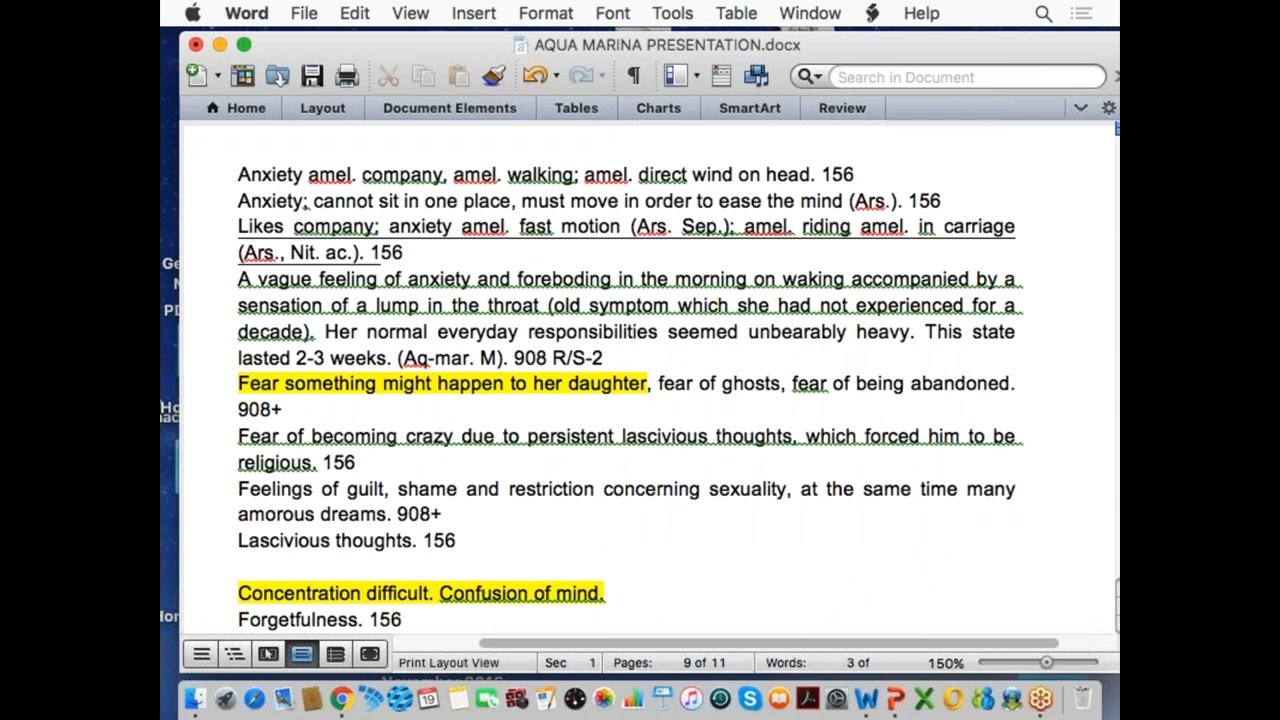 Word File Edit View Insert Format Font Tools Table Window Help
AQUA MARINA PRESENTATION.docx
Search in Document
Home Layout Document Elements Tables Charts SmartArt Review
Anxiety amel. company, amel. walking; amel. direct wind on head. 156
Anxiety; cannot sit in one place, must move in order to ease the mind (Ars.). 156
Likes company; anxiety amel. fast motion (Ars. Sep.); amel. riding amel. in carriage
(Ars., Nit. ac.). 156
A vague feeling of anxiety and foreboding in the morning on waking accompanied by a
sensation of a lump in the throat (old symptom which she had not experienced for a
decade). Her normal everyday responsibilities seemed unbearably heavy. This state
lasted 2-3 weeks. (Aq-mar. M). 908 R/S-2
Fear something might happen to her daughter, fear of ghosts, fear of being abandoned.
908+
Fear of becoming crazy due to persistent lascivious thoughts, which forced him to be
religious. 156
Feelings of guilt, shame and restriction concerning sexuality, at the same time many
amorous dreams. 908+
Lascivious thoughts. 156
Concentration difficult. Confusion of mind.
Forgetfulness. 156
Print Layout View Sec 1 Pages: 9 of 11 Words: 3 of 150%
19